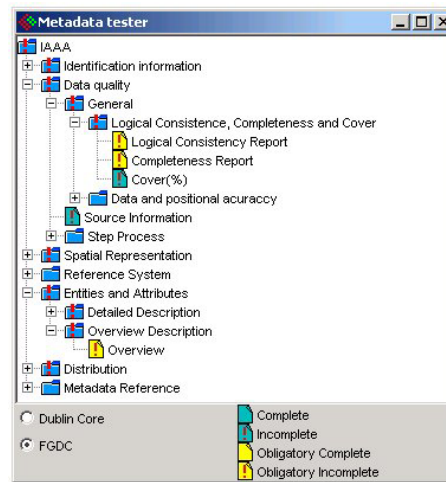 Metadata tester
IAAA
Identification information
Data quality
General
Logical Consistence, Completeness and Cover
Logical Consistency Report
Completeness Report
Cover(%)
Data and positional acuraccy
Source Information
Step Process
Spatial Representation
Reference System
Entities and Attributes
Detailed Description
Overview Description
Overview
Distribution
Metadata Reference
Dublin Core
FGDC
Complete
Incomplete
Obligatory Complete
Obligatory Incomplete